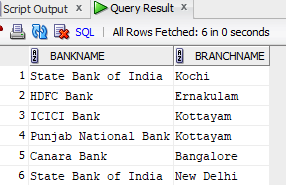 Script Output × Query Result ×
SQL | All Rows Fetched: 6 in 0 seconds
BANKNAME BRANCHNAME
1 State Bank of India Kochi
2 HDFC Bank Ernakulam
3 ICICI Bank Kottayam
4 Punjab National Bank Kottayam
5 Canara Bank Bangalore
6 State Bank of India New Delhi